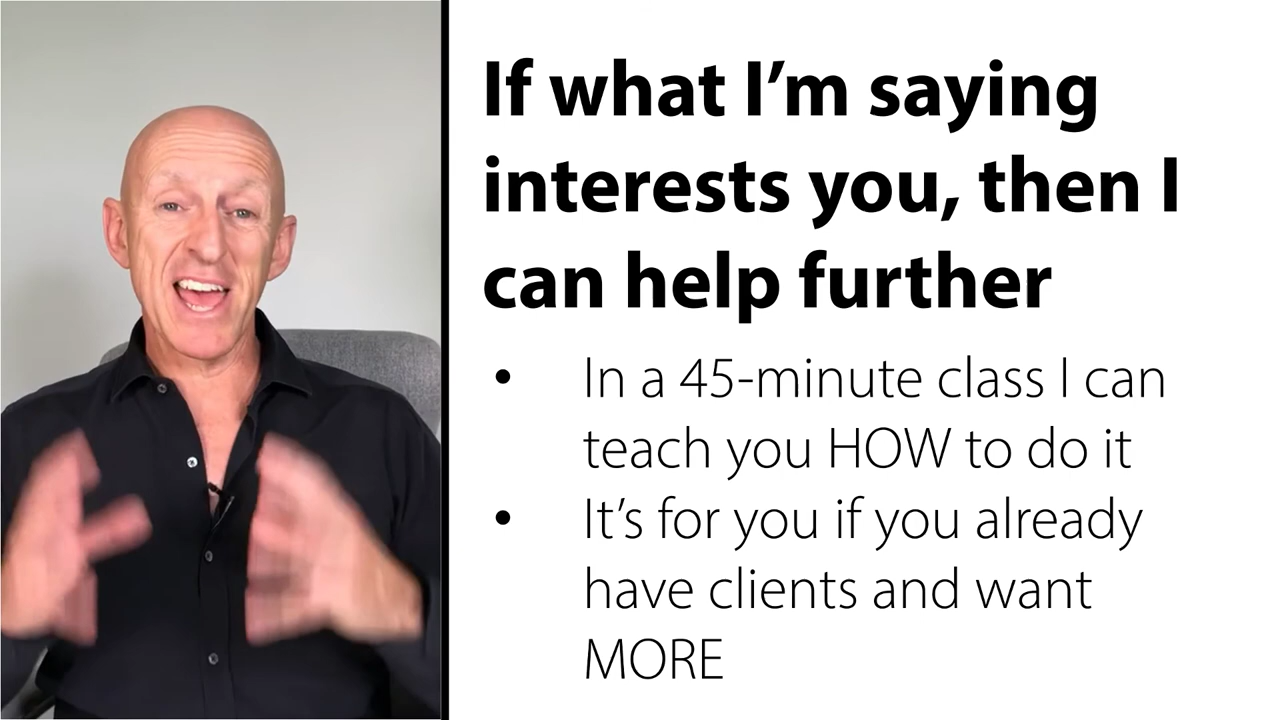 If what I’m saying
interests you, then I
can help further
• In a 45-minute class I can
teach you HOW to do it
• It’s for you if you already
have clients and want
MORE